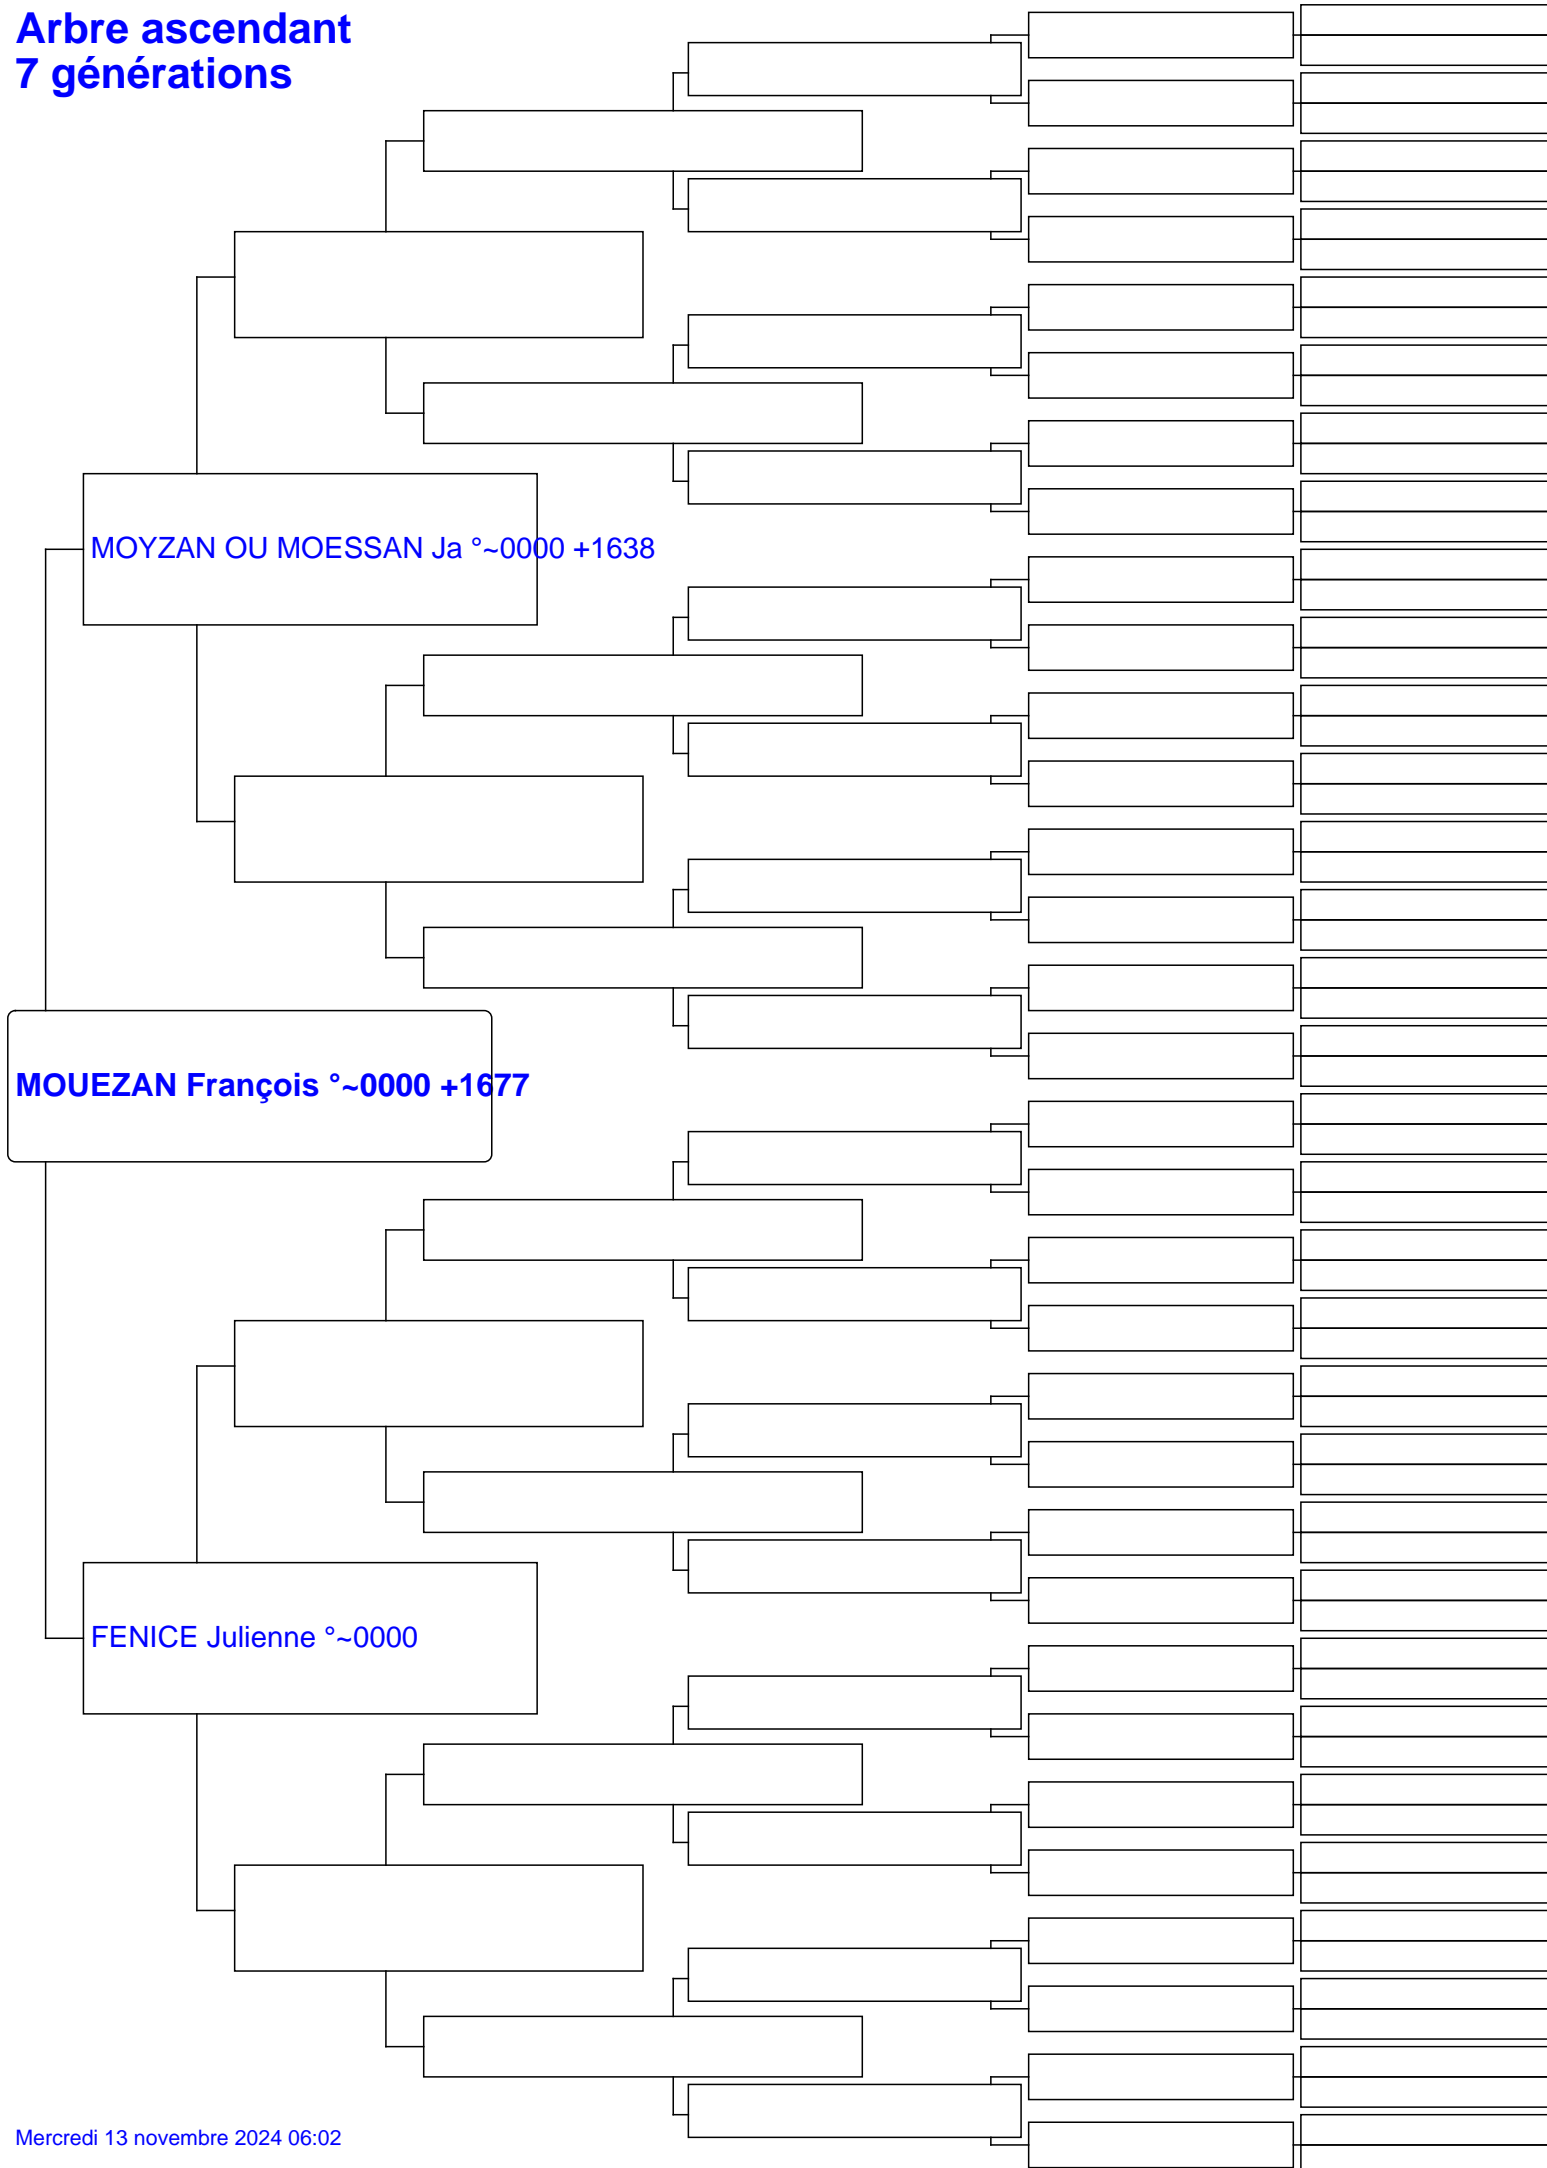 Arbre ascendant
7 générations
MOYZAN OU MOESSAN Ja °~0000 +1638
MOUEZAN François °~0000 +1677
FENICE Julienne °~0000
Mercredi 13 novembre 2024 06:02